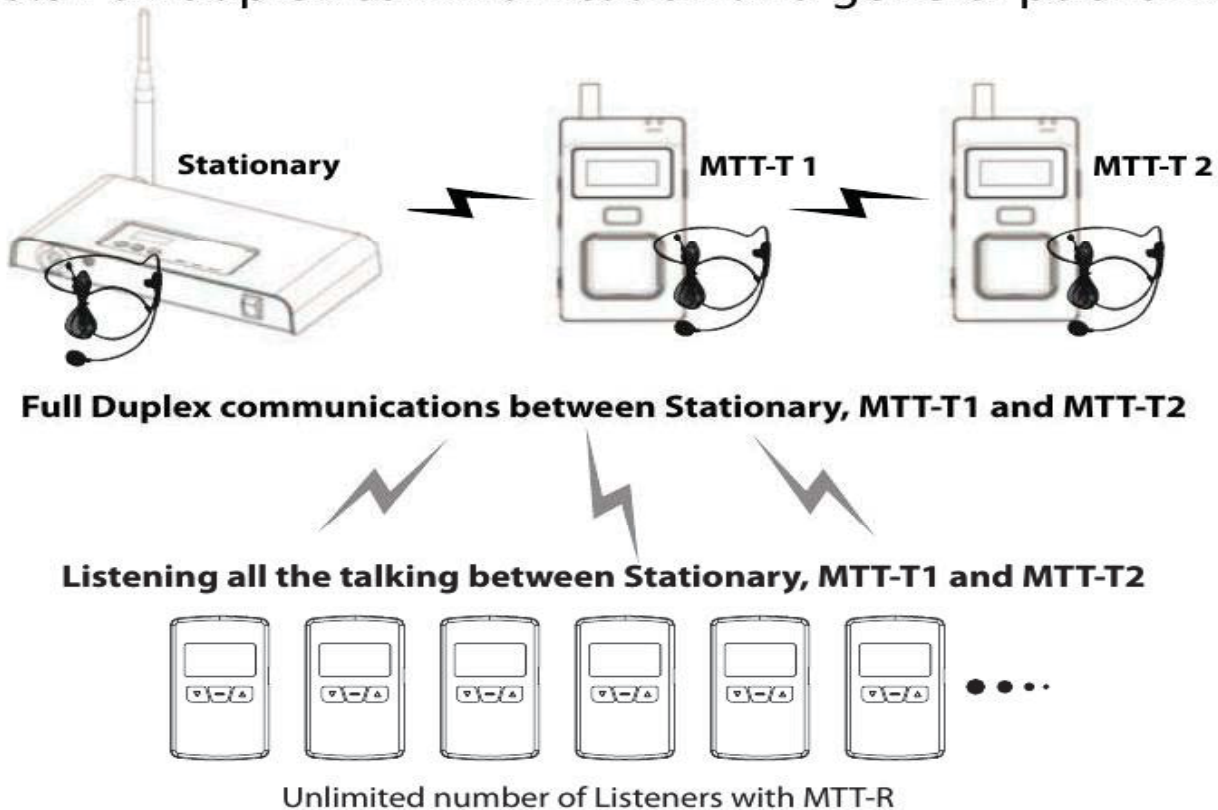 Stationary
MTT-T 1
MTT-T 2
Full Duplex communications between Stationary, MTT-T1 and MTT-T2
Listening all the talking between Stationary, MTT-T1 and MTT-T2
Unlimited number of Listeners with MTT-R